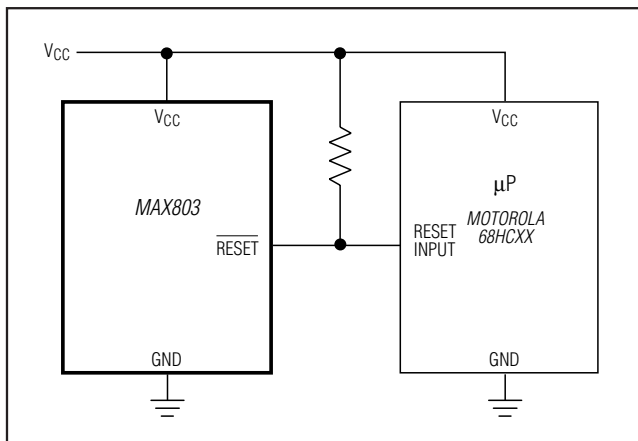 VCC
VCC
MAX803
RESET
GND
VCC
μP
MOTOROLA
68HCXX
RESET
INPUT
GND